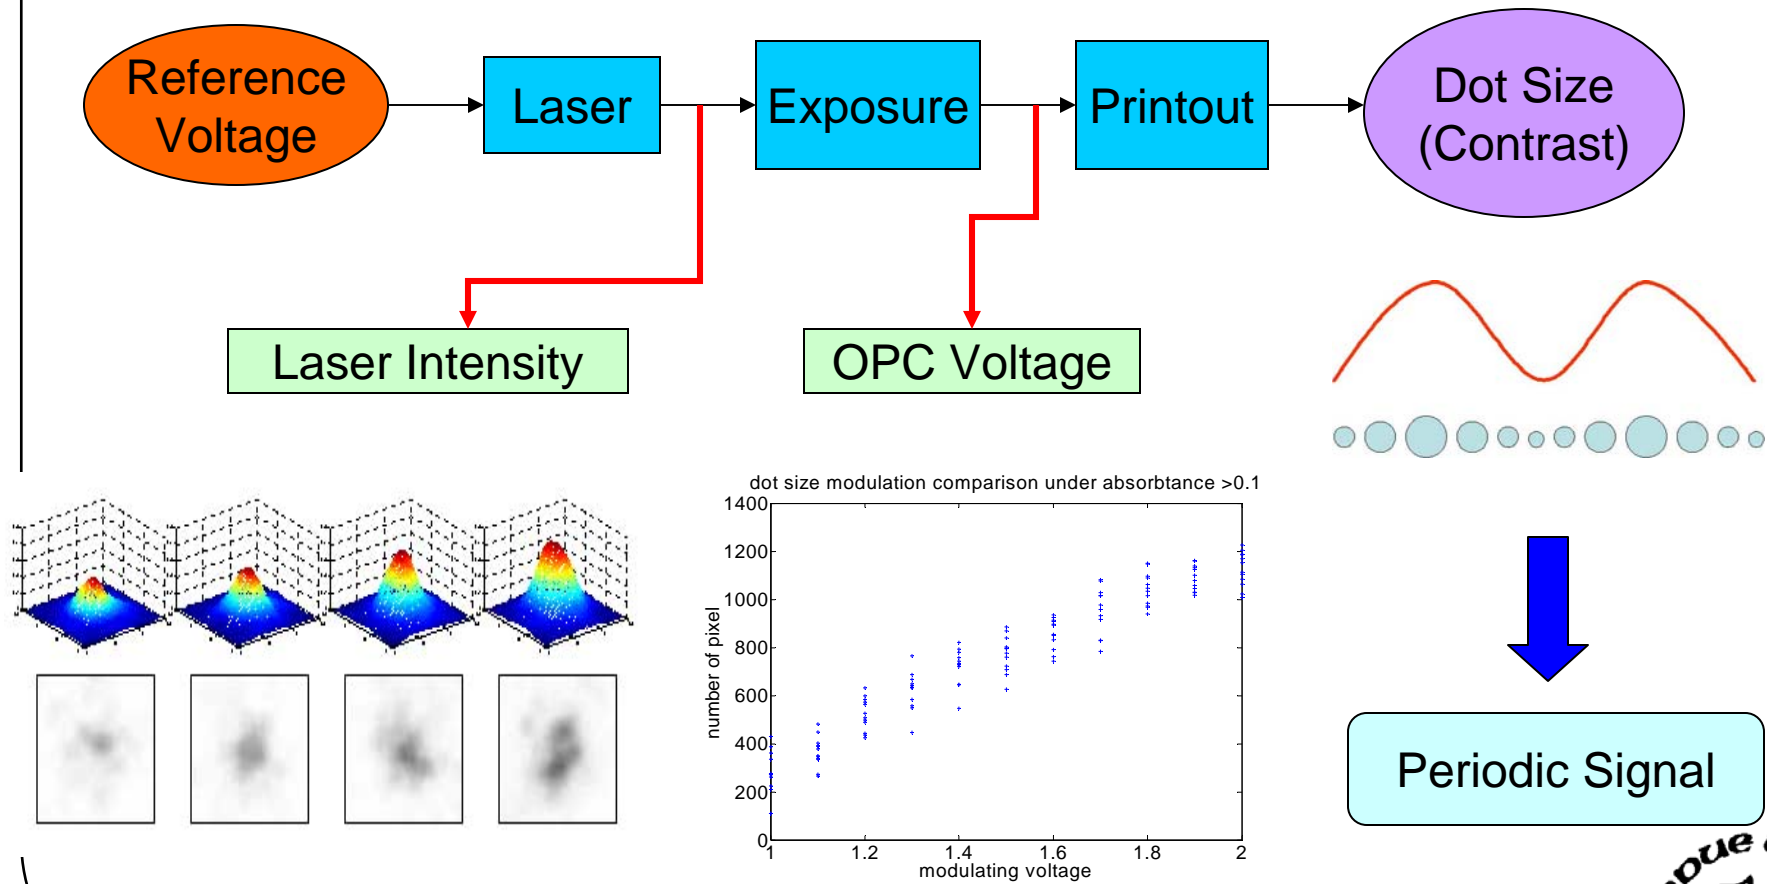 Reference
Voltage
Laser
Exposure
Printout
Dot Size
(Contrast)
Laser Intensity
OPC Voltage
dot size modulation comparison under absorbtance >0.1
number of pixel
1400
1200
1000
800
600
400
200
0
1
1.2
1.4
1.6
1.8
2
modulating voltage
Periodic Signal